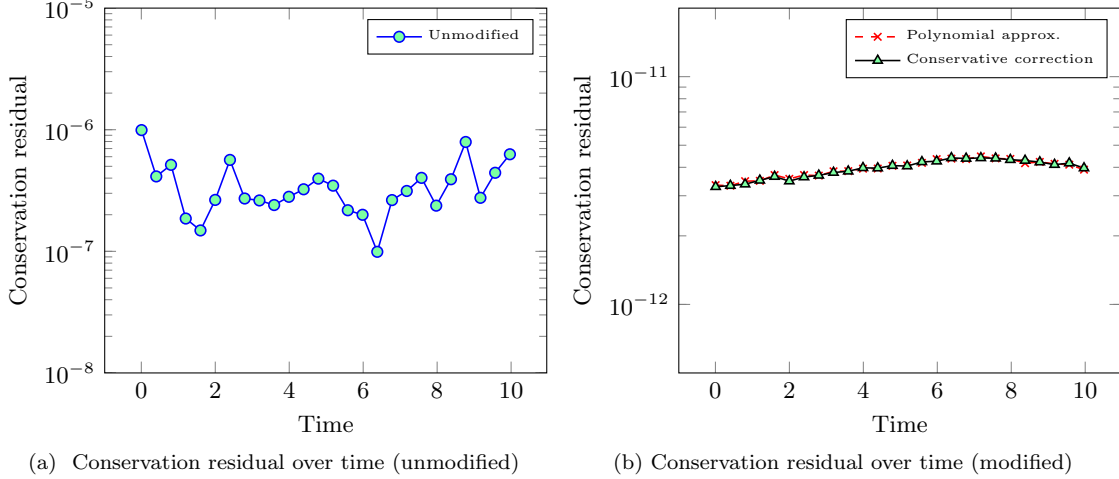 10^−5
10^−6
10^−7
10^−8
Conservation residual
Unmodified
0 2 4 6 8 10
Time
(a) Conservation residual over time (unmodified)
10^−11
10^−12
Conservation residual
Polynomial approx.
Conservative correction
0 2 4 6 8 10
Time
(b) Conservation residual over time (modified)